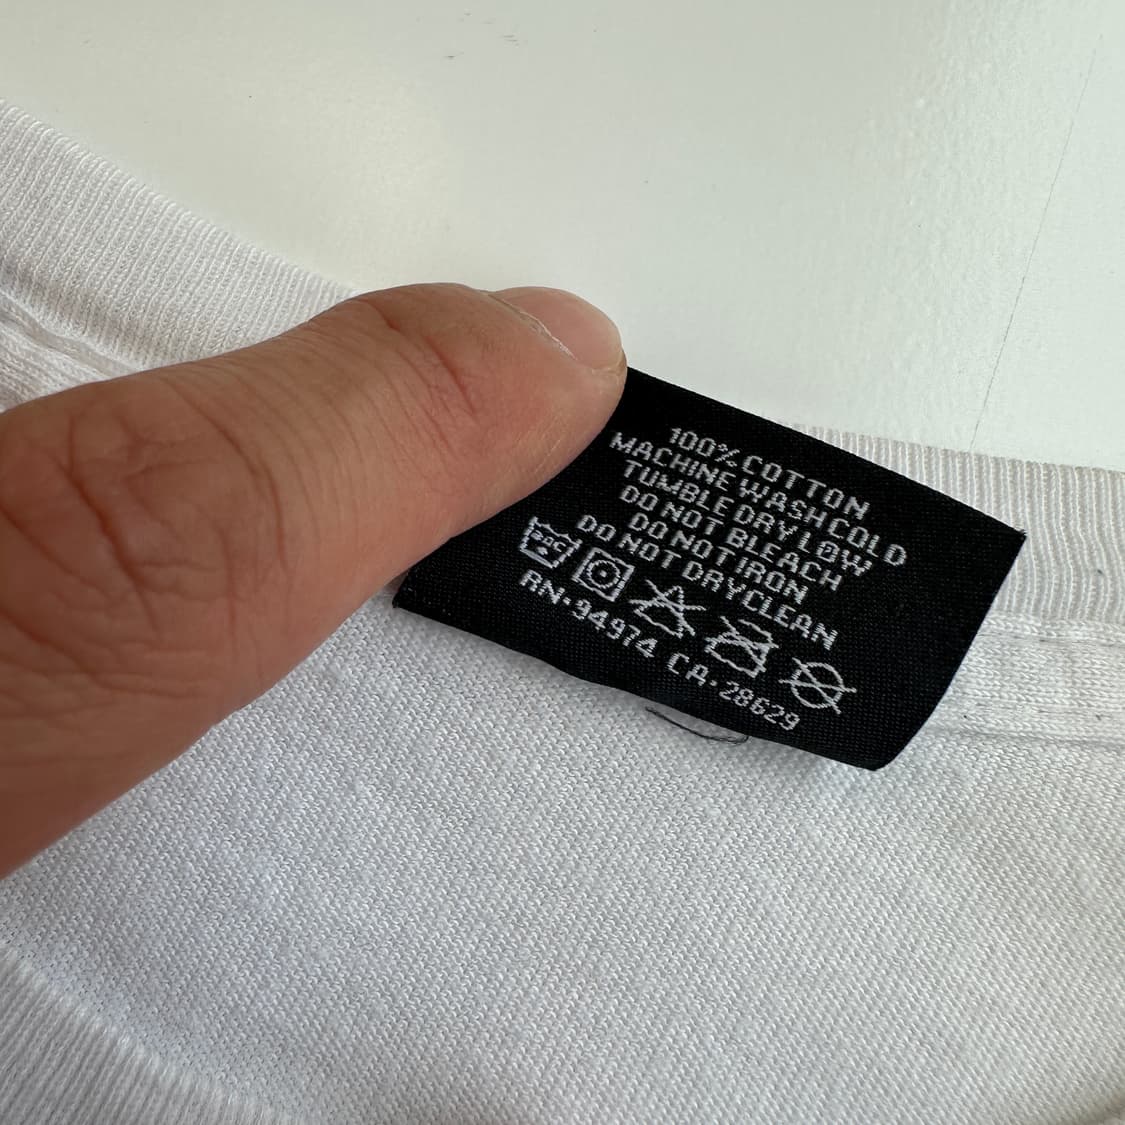 100% COTTON
MACHINE WASH COLD
TUMBLE DRY LOW
DO NOT BLEACH
DO NOT IRON
DO NOT DRYCLEAN
RN·94974 CA·28629